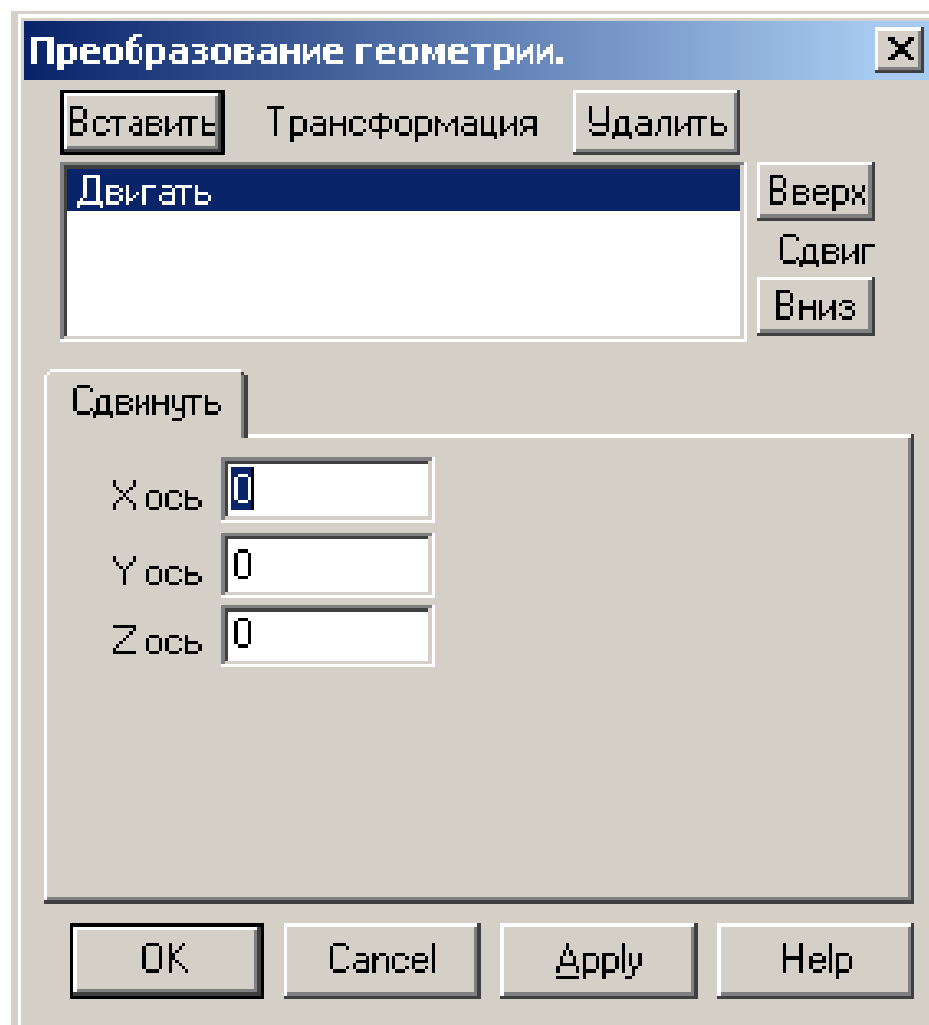 Преобразование геометрии.
Вставить Трансформация Удалить
Двигать
Вверх
Сдвиг
Вниз
Сдвинуть
X ось 0
Y ось 0
Z ось 0
OK Cancel Apply Help